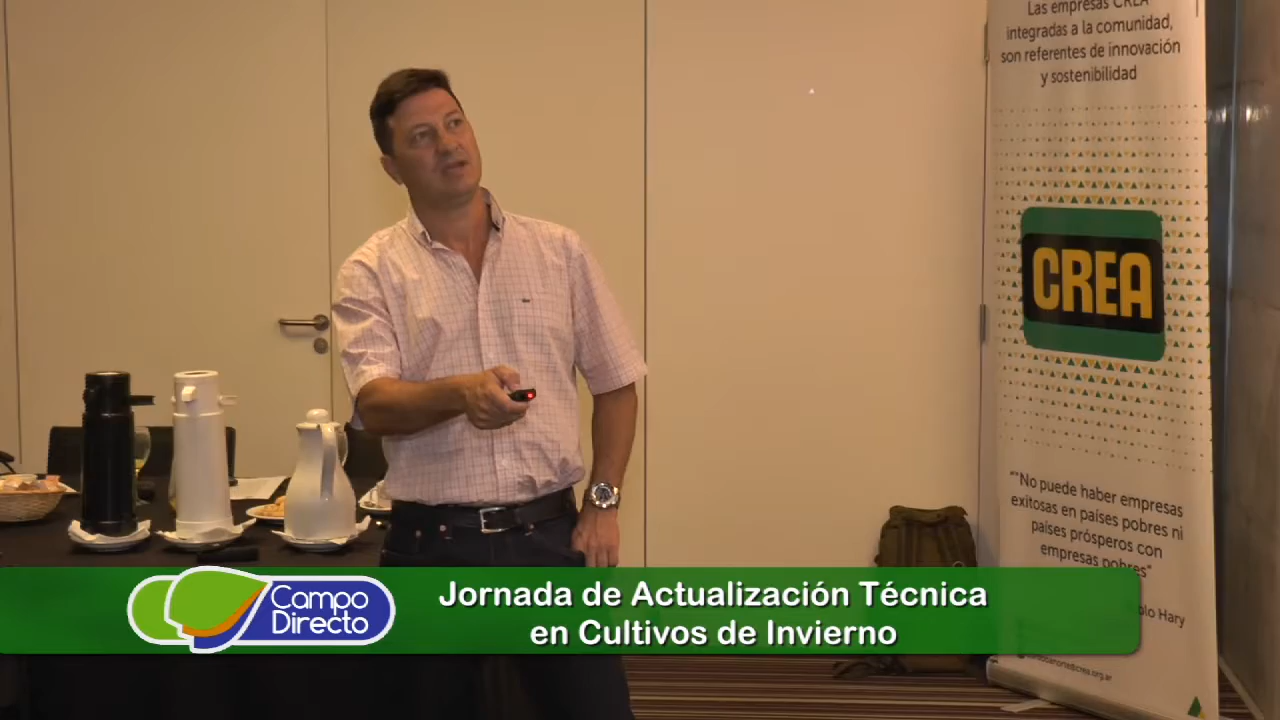 Las empresas CREA
integradas a la comunidad,
son referentes de innovación
y sostenibilidad
CREA
"No puede haber empresas
exitosas en países pobres ni
países prósperos con
empresas pobres"
Hary
Campo
Directo
Jornada de Actualización Técnica
en Cultivos de Invierno